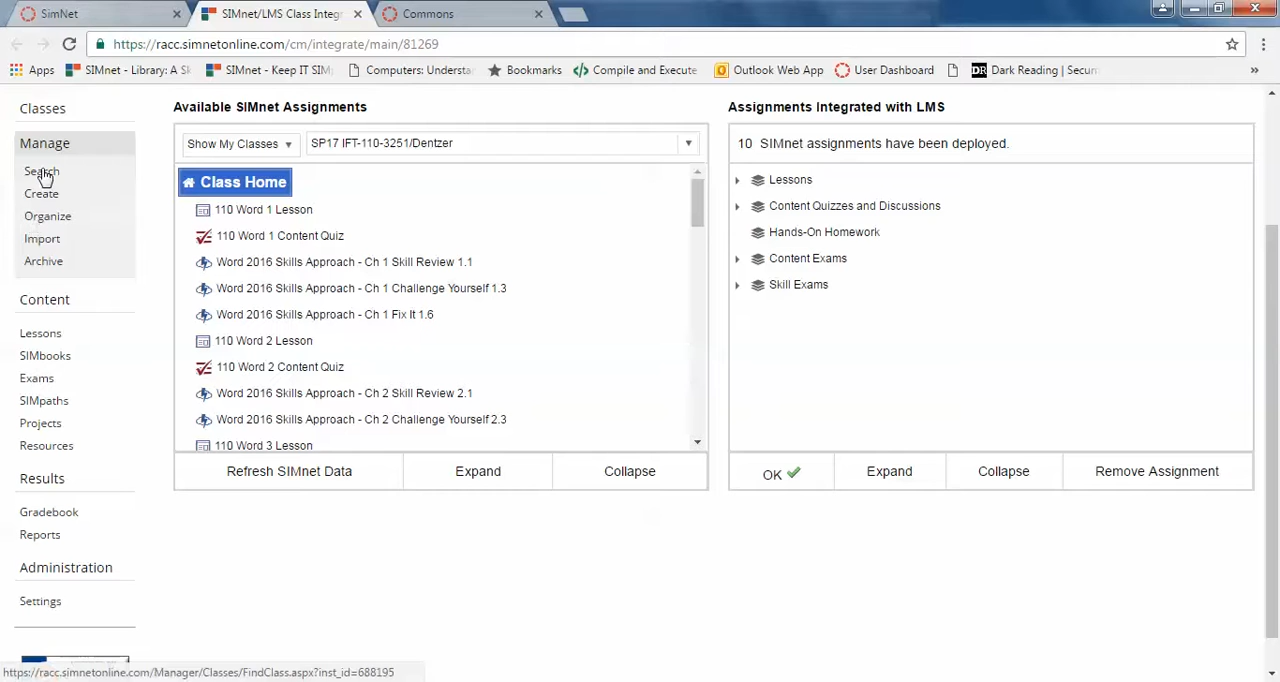 SimNet
SIMnet/LMS Class Integr
Commons
https://racc.simnetonline.com/cm/integrate/main/81269
Apps
SIMnet - Library: A Sk
SIMnet - Keep IT SIM
Computers: Understa
Bookmarks
Compile and Execute
Outlook Web App
User Dashboard
DR
Dark Reading | Secur
»
Classes
Manage
Search
Create
Organize
Import
Archive
Content
Lessons
SIMbooks
Exams
SIMpaths
Projects
Resources
Results
Gradebook
Reports
Administration
Settings
Available SIMnet Assignments
Show My Classes
SP17 IFT-110-3251/Dentzer
Class Home
110 Word 1 Lesson
110 Word 1 Content Quiz
Word 2016 Skills Approach - Ch 1 Skill Review 1.1
Word 2016 Skills Approach - Ch 1 Challenge Yourself 1.3
Word 2016 Skills Approach - Ch 1 Fix It 1.6
110 Word 2 Lesson
110 Word 2 Content Quiz
Word 2016 Skills Approach - Ch 2 Skill Review 2.1
Word 2016 Skills Approach - Ch 2 Challenge Yourself 2.3
110 Word 3 Lesson
Refresh SIMnet Data
Expand
Collapse
Assignments Integrated with LMS
10 SIMnet assignments have been deployed.
Lessons
Content Quizzes and Discussions
Hands-On Homework
Content Exams
Skill Exams
OK
Expand
Collapse
Remove Assignment
https://racc.simnetonline.com/Manager/Classes/FindClass.aspx?inst_id=688195